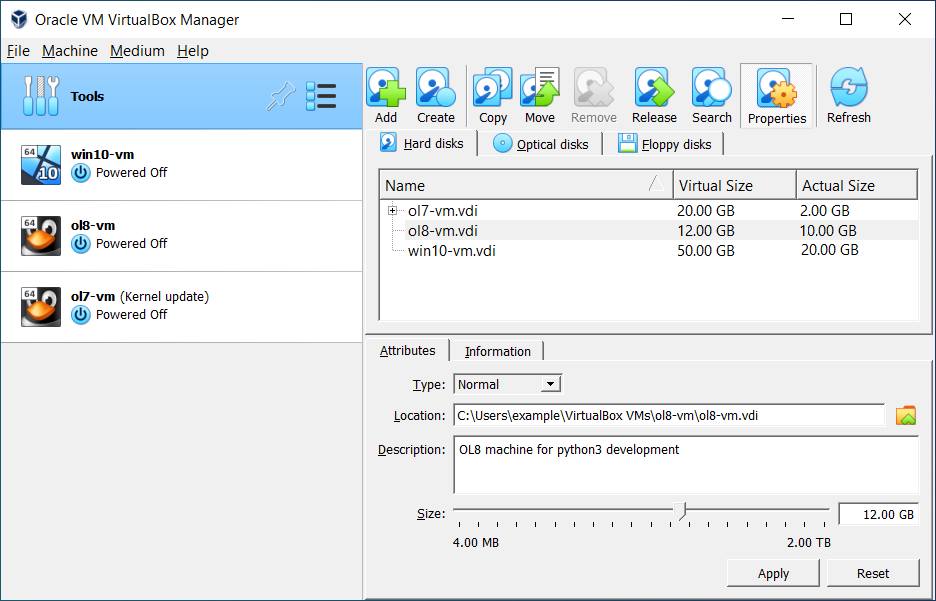 Oracle VM VirtualBox Manager
File Machine Medium Help
Tools
64
10
win10-vm
Powered Off
64
ol8-vm
Powered Off
64
ol7-vm (Kernel update)
Powered Off
Add Create Copy Move Remove Release Search Properties Refresh
Hard disks Optical disks Floppy disks
Name Virtual Size Actual Size
ol7-vm.vdi 20.00 GB 2.00 GB
ol8-vm.vdi 12.00 GB 10.00 GB
win10-vm.vdi 50.00 GB 20.00 GB
Attributes Information
Type: Normal
Location: C:\Users\example\VirtualBox VMs\ol8-vm\ol8-vm.vdi
Description: OL8 machine for python3 development
Size: 12.00 GB
4.00 MB 2.00 TB
Apply Reset